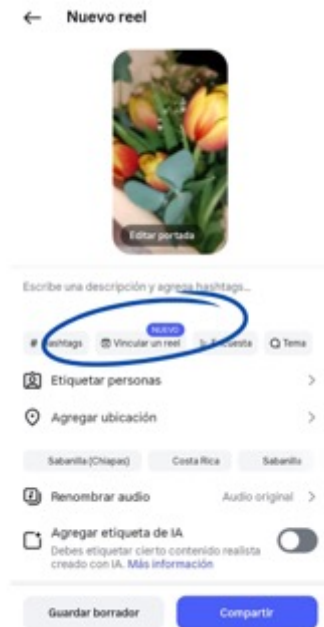 Nuevo reel
Editar portada
Escribe una descripción y agrega hashtags...
NUEVO
# Hashtags Vincular un reel Encuesta Tema
Etiquetar personas
Agregar ubicación
Sabanilla (Chiapas) Costa Rica Sabanilla
Renombrar audio Audio original
Agregar etiqueta de IA
Debes etiquetar cierto contenido realista
creado con IA. Más información
Guardar borrador Compartir